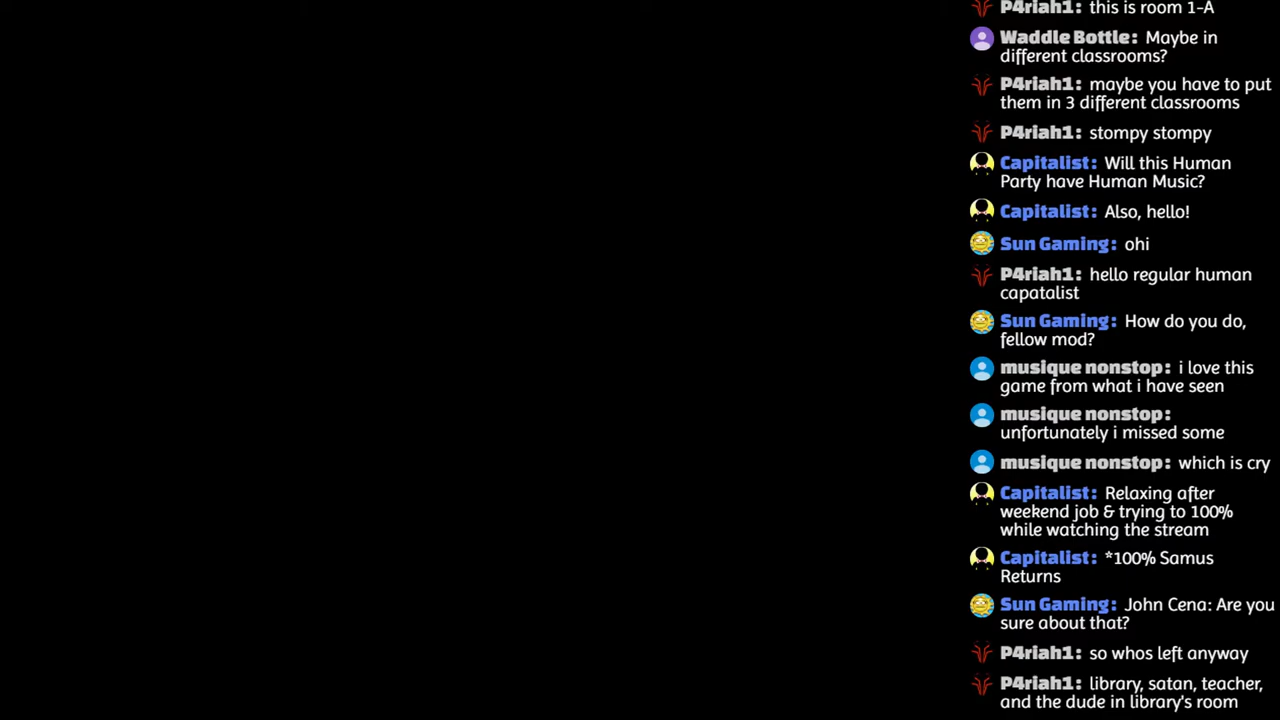 P4riah1: this is room 1-A
Waddle Bottle: Maybe in
different classrooms?
P4riah1: maybe you have to put
them in 3 different classrooms
P4riah1: stompy stompy
Capitalist: Will this Human
Party have Human Music?
Capitalist: Also, hello!
Sun Gaming: ohi
P4riah1: hello regular human
capatalist
Sun Gaming: How do you do,
fellow mod?
musique nonstop: i love this
game from what i have seen
musique nonstop:
unfortunately i missed some
musique nonstop: which is cry
Capitalist: Relaxing after
weekend job & trying to 100%
while watching the stream
Capitalist: *100% Samus
Returns
Sun Gaming: John Cena: Are you
sure about that?
P4riah1: so whos left anyway
P4riah1: library, satan, teacher,
and the dude in library's room